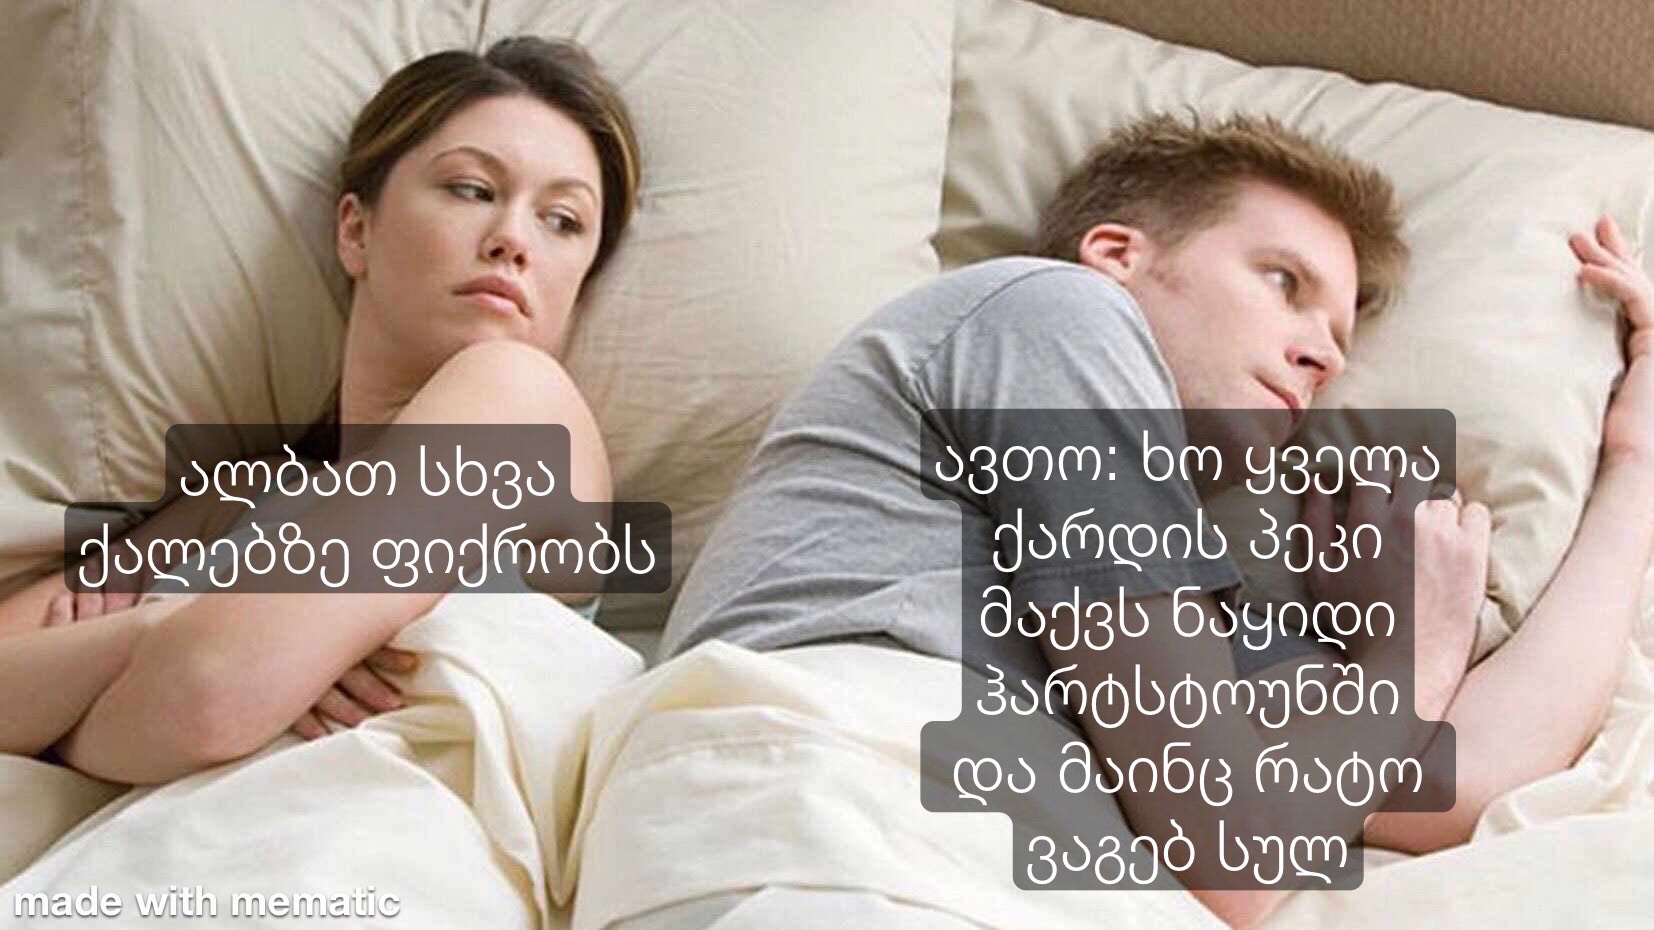 ალბათ სხვა
ქალებზე ფიქრობს
ავთო: ხო ყველა
ქარდის პეკი
მაქვს ნაყიდი
ჰარტსტოუნში
და მაინც რატო
ვაგებ სულ
made with mematic